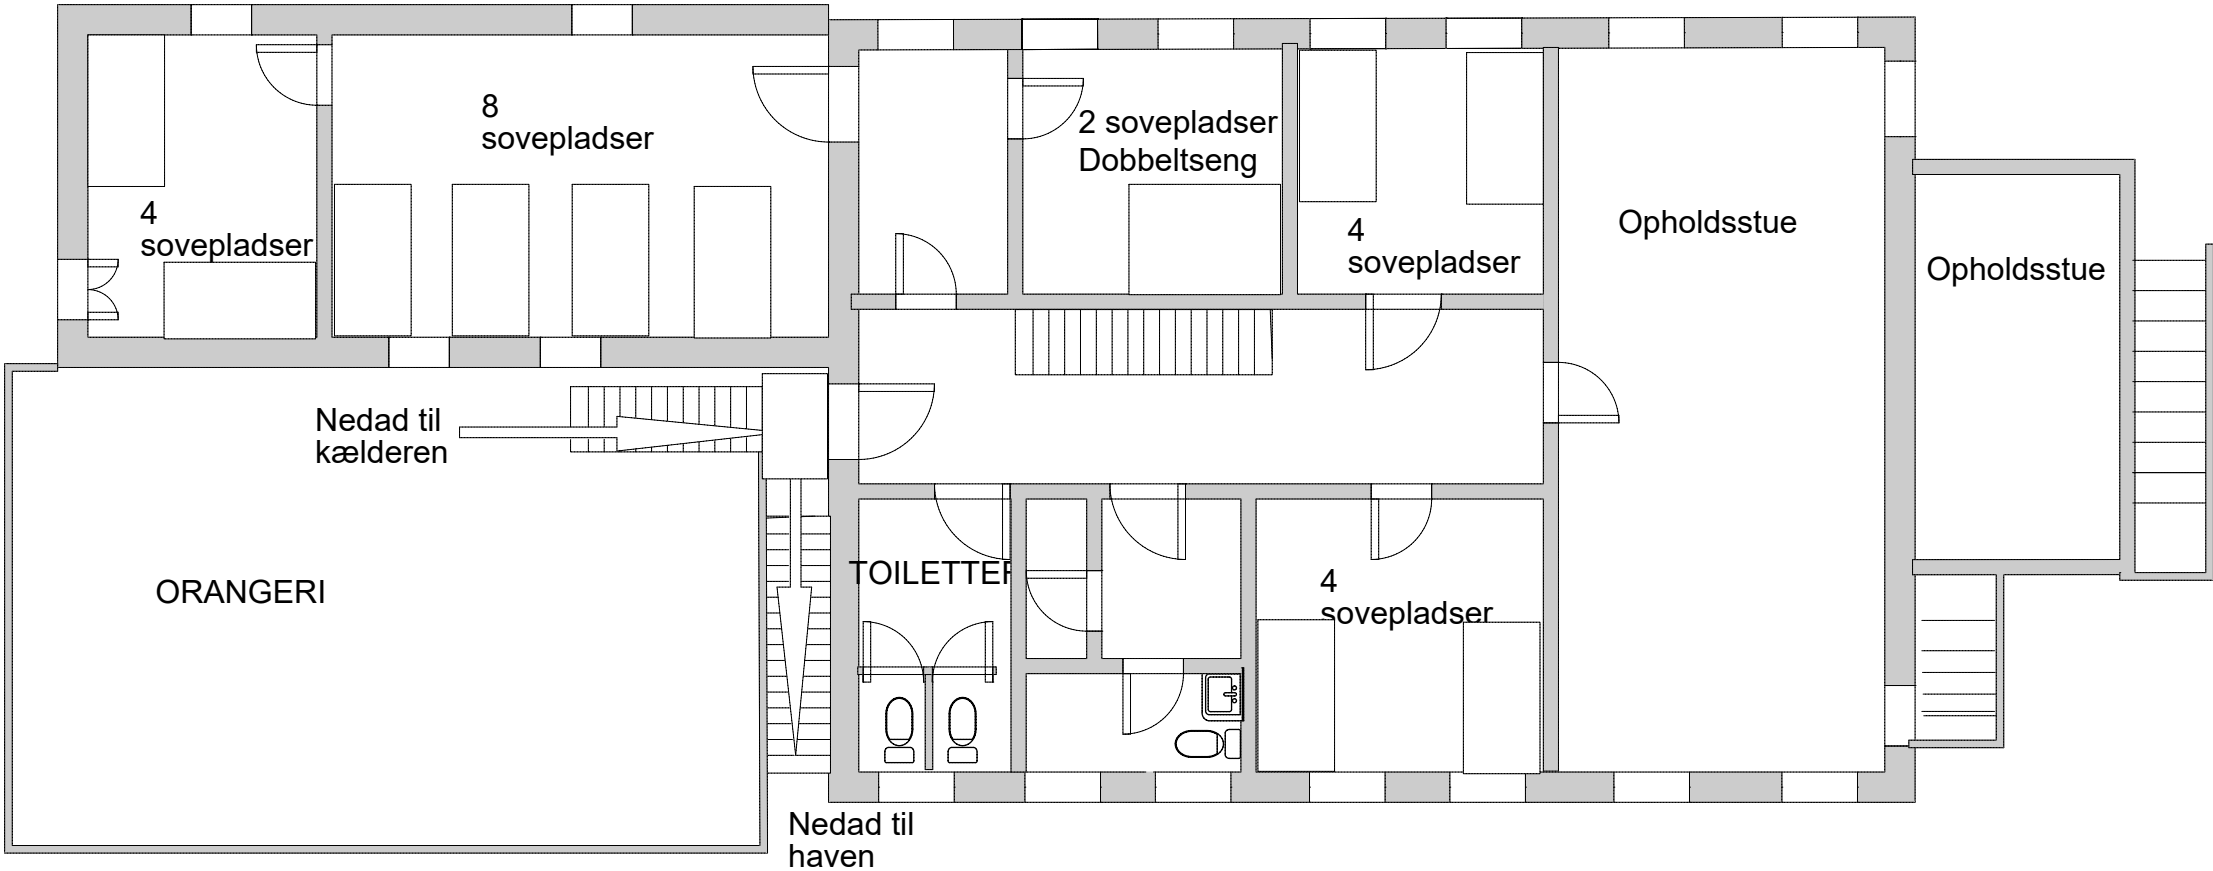 8
sovepladser
2 sovepladser
Dobbeltseng
4
sovepladser
4
sovepladser
Opholdsstue
Opholdsstue
Nedad til
kælderen
ORANGERI
TOILETTER
4
sovepladser
Nedad til
haven